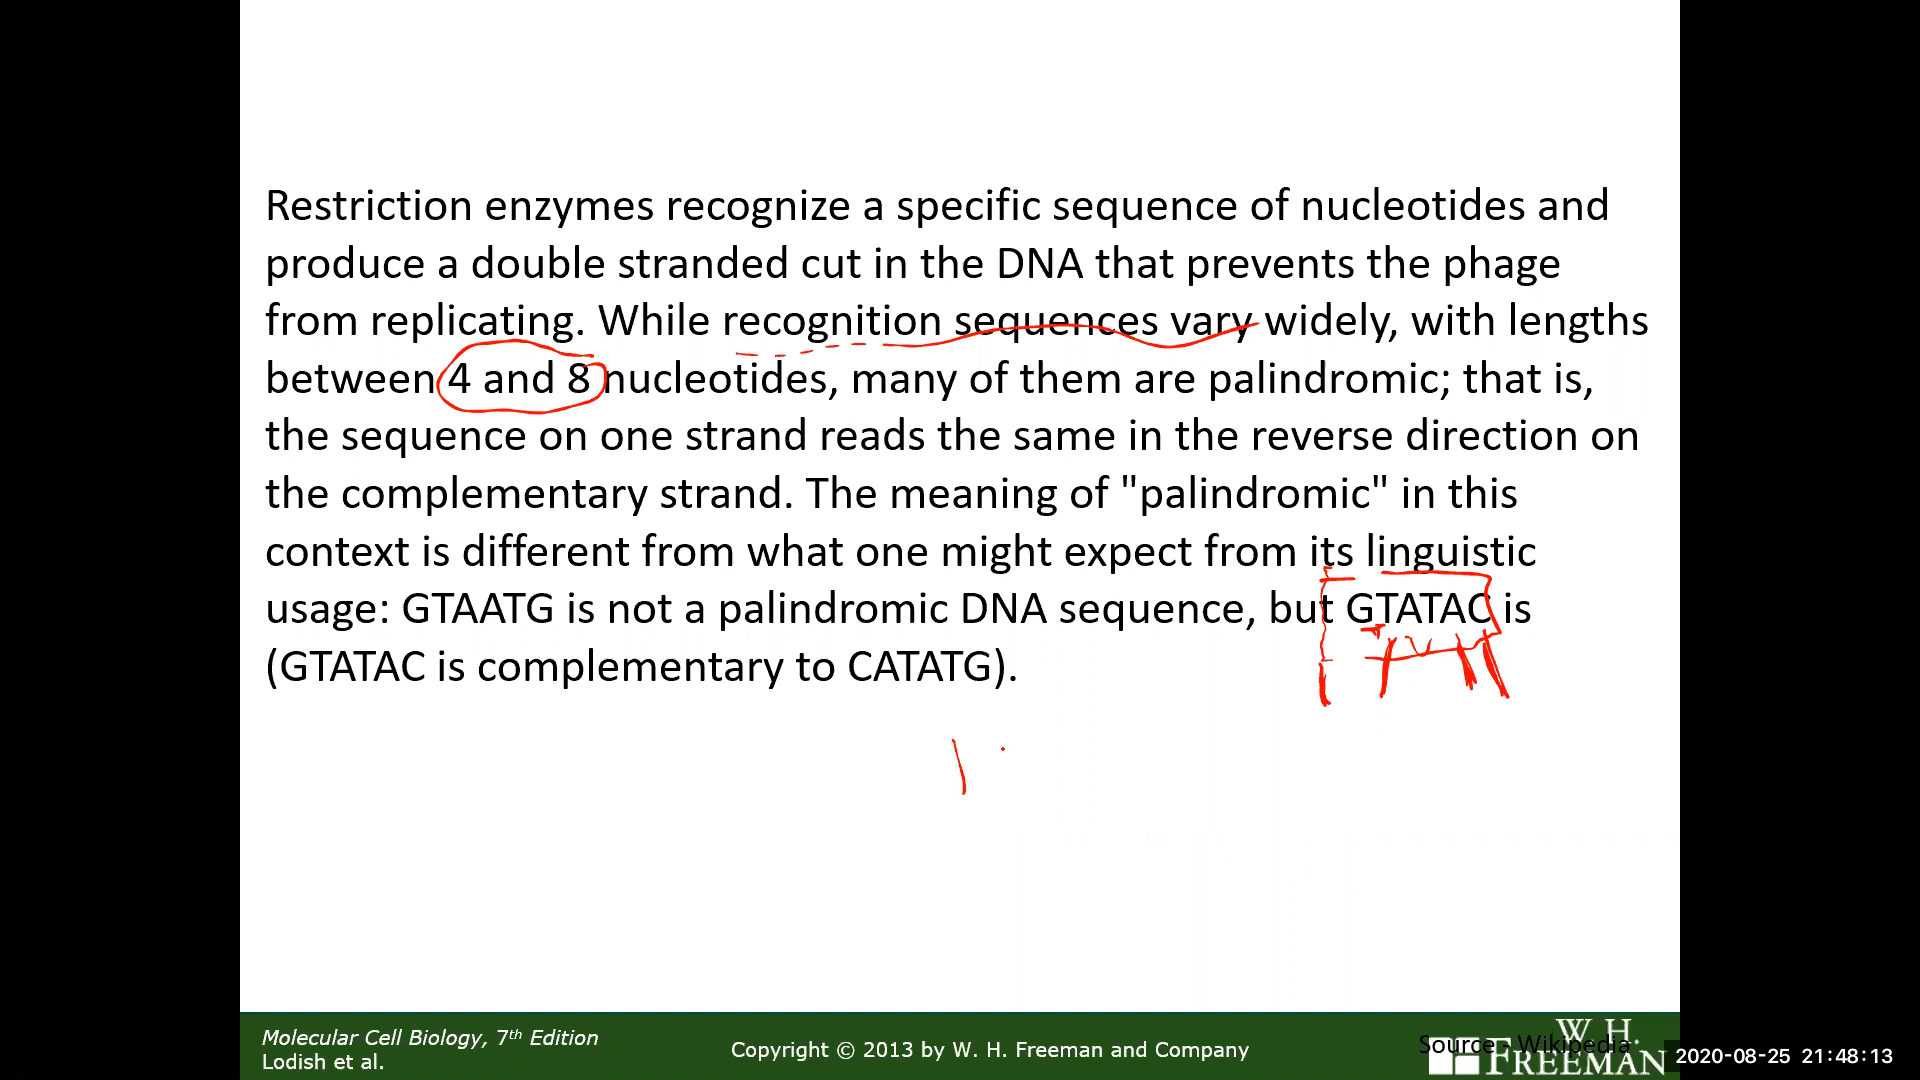 Restriction enzymes recognize a specific sequence of nucleotides and
produce a double stranded cut in the DNA that prevents the phage
from replicating. While recognition sequences vary widely, with lengths
between 4 and 8 nucleotides, many of them are palindromic; that is,
the sequence on one strand reads the same in the reverse direction on
the complementary strand. The meaning of "palindromic" in this
context is different from what one might expect from its linguistic
usage: GTAATG is not a palindromic DNA sequence, but GTATAC is
(GTATAC is complementary to CATATG).
Molecular Cell Biology, 7th Edition
Lodish et al.
Copyright © 2013 by W. H. Freeman and Company
Source - Wikipedia
W. H.
FREEMAN
2020-08-25 21:48:13